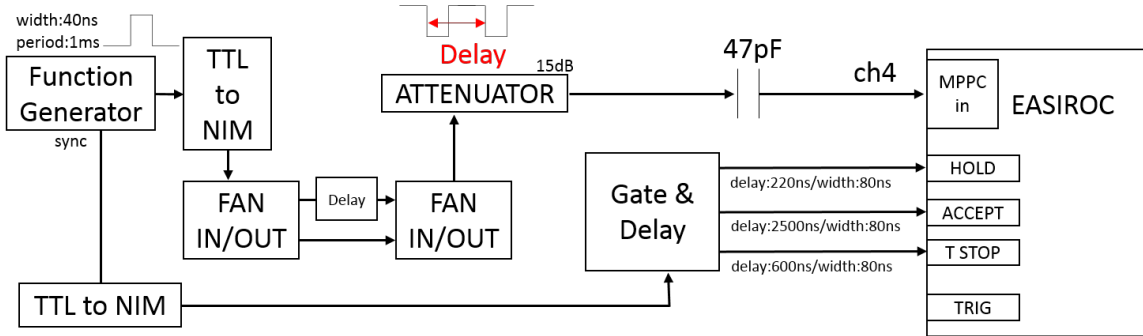 width:40ns
period:1ms
Function
Generator
sync
TTL
to
NIM
FAN
IN/OUT
Delay
FAN
IN/OUT
TTL to NIM
Delay
15dB
ATTENUATOR
47pF
ch4
MPPC
in
EASIROC
Gate &
Delay
delay:220ns/width:80ns
HOLD
delay:2500ns/width:80ns
ACCEPT
delay:600ns/width:80ns
T STOP
TRIG